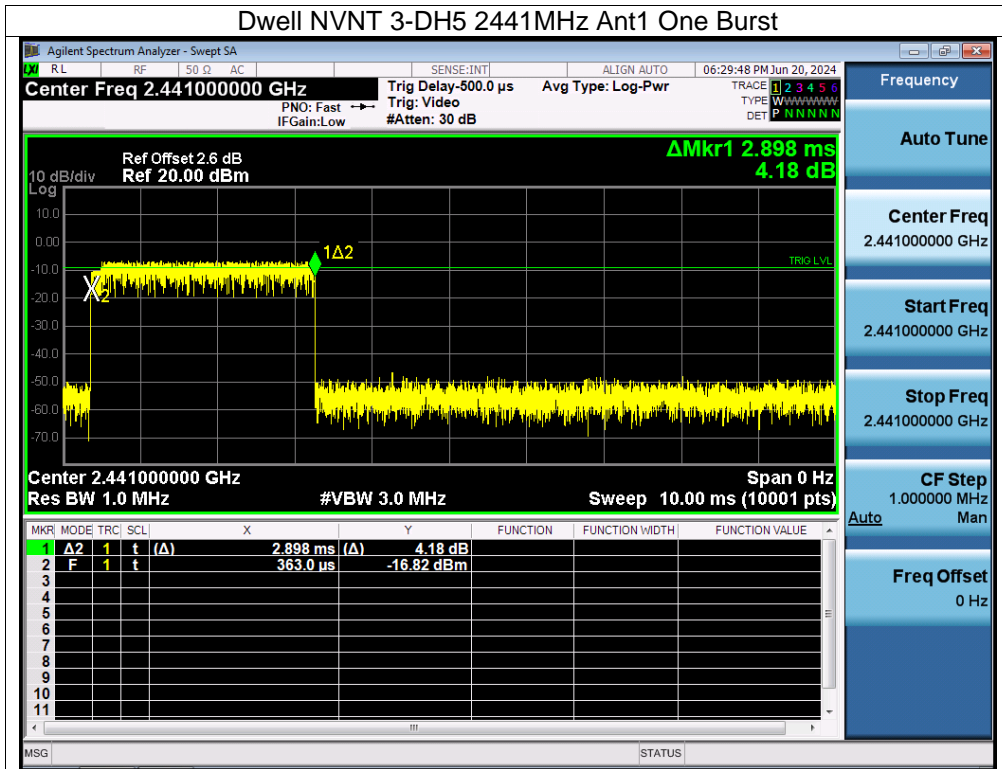 Dwell NVNT 3-DH5 2441MHz Ant1 One Burst
Agilent Spectrum Analyzer - Swept SA
LXI RL RF 50 Ω AC SENSE:INT ALIGN AUTO 06:29:48 PM Jun 20, 2024
Center Freq 2.441000000 GHz
PNO: Fast
IFGain:Low
Trig Delay-500.0 µs
Trig: Video
#Atten: 30 dB
Avg Type: Log-Pwr
TRACE 1 2 3 4 5 6
TYPE WWWWWW
DET P N N N N N
Ref Offset 2.6 dB
Ref 20.00 dBm
10 dB/div
Log
ΔMkr1 2.898 ms
4.18 dB
10.0
0.00
-10.0
-20.0
-30.0
-40.0
-50.0
-60.0
-70.0
1Δ2
TRIG LVL
2
Center 2.441000000 GHz Span 0 Hz
Res BW 1.0 MHz #VBW 3.0 MHz Sweep 10.00 ms (10001 pts)
MKR MODE TRC SCL X Y FUNCTION FUNCTION WIDTH FUNCTION VALUE
1 Δ2 1 t (Δ) 2.898 ms (Δ) 4.18 dB
2 F 1 t 363.0 µs -16.82 dBm
3
4
5
6
7
8
9
10
11
MSG STATUS
Frequency
Auto Tune
Center Freq
2.441000000 GHz
Start Freq
2.441000000 GHz
Stop Freq
2.441000000 GHz
CF Step
1.000000 MHz
Auto Man
Freq Offset
0 Hz